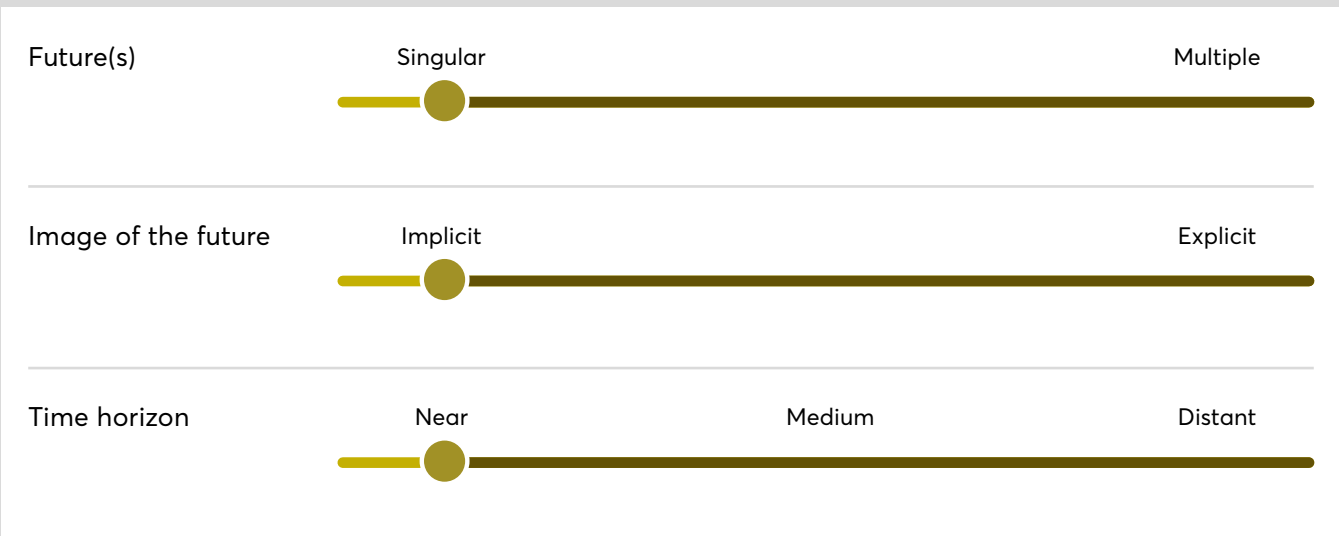 Future(s) Singular Multiple
Image of the future Implicit Explicit
Time horizon Near Medium Distant